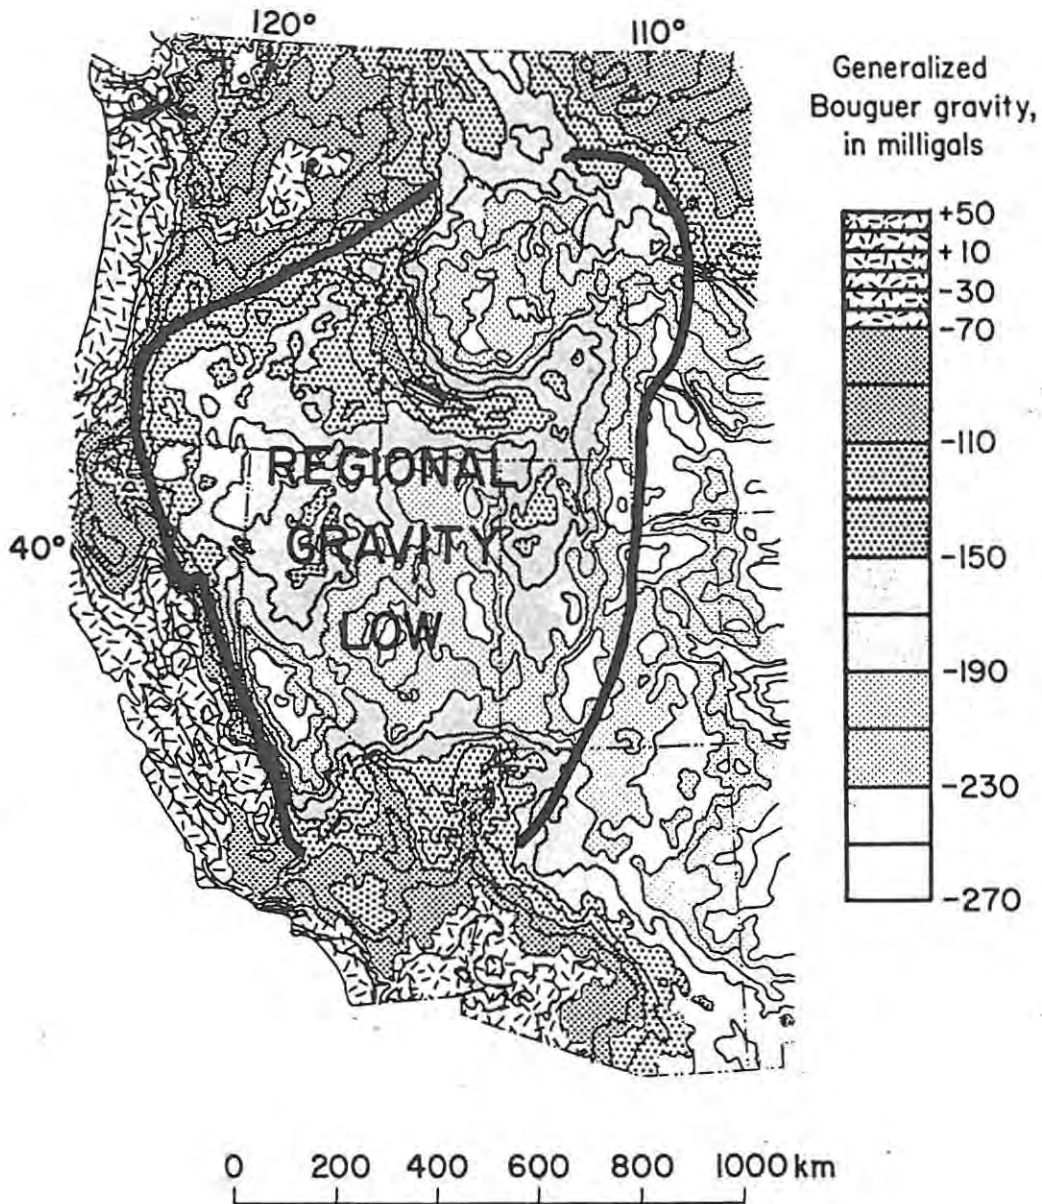 120°
110°
Generalized
Bouguer gravity,
in milligals
+50
+10
-30
-70
-110
-150
-190
-230
-270
40°
REGIONAL
GRAVITY
LOW
0 200 400 600 800 1000 km